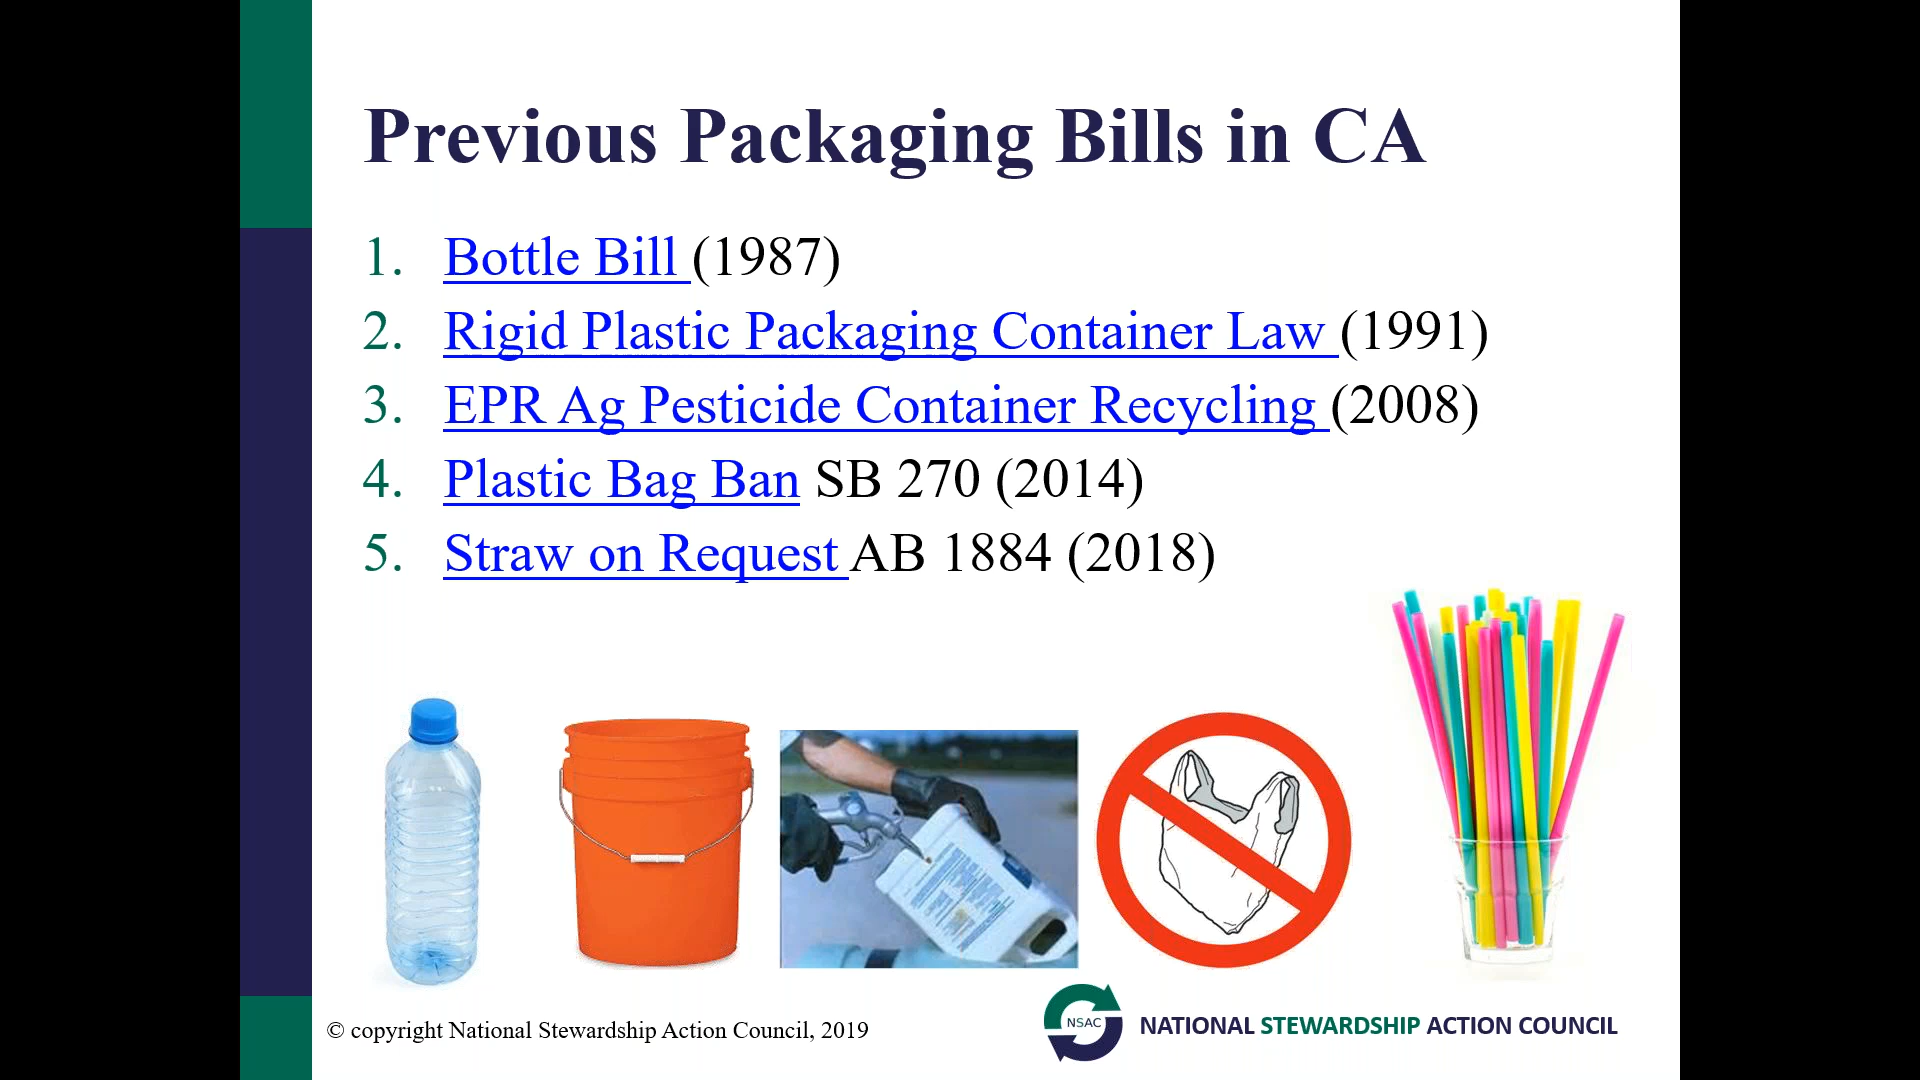 Previous Packaging Bills in CA
1. Bottle Bill (1987)
2. Rigid Plastic Packaging Container Law (1991)
3. EPR Ag Pesticide Container Recycling (2008)
4. Plastic Bag Ban SB 270 (2014)
5. Straw on Request AB 1884 (2018)
© copyright National Stewardship Action Council, 2019
NSAC
NATIONAL STEWARDSHIP ACTION COUNCIL